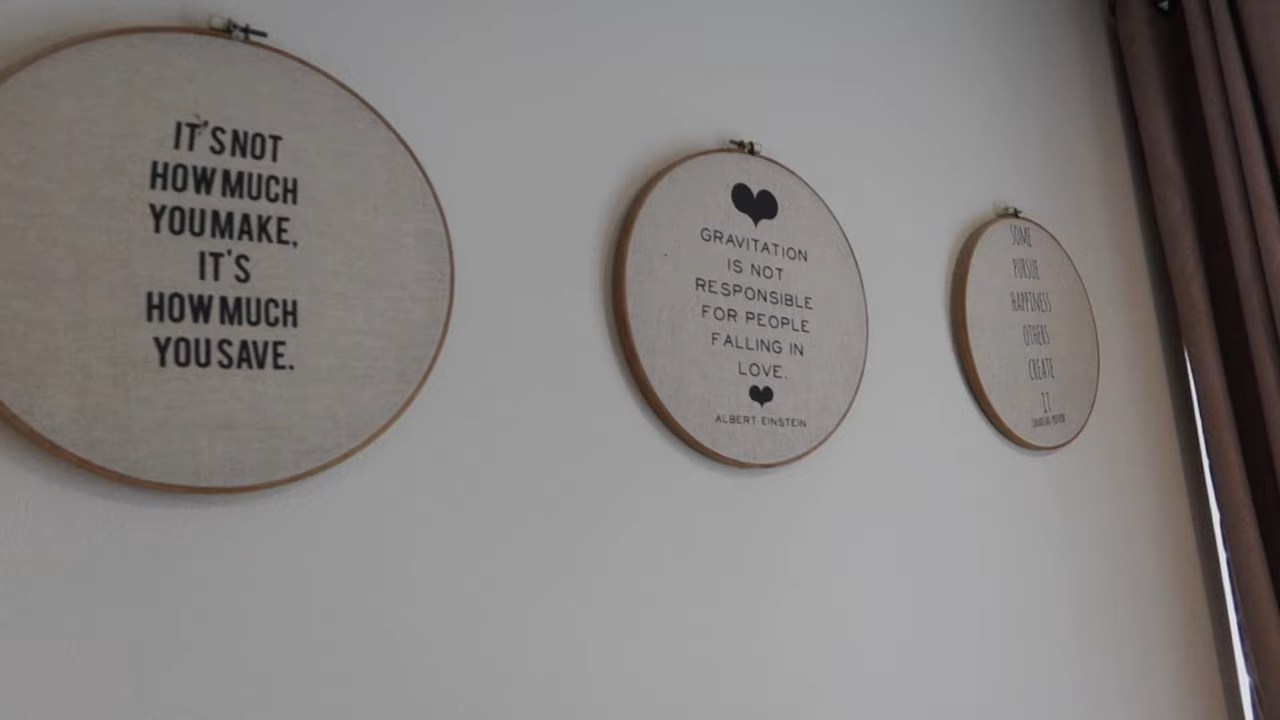 IT'S NOT
HOW MUCH
YOU MAKE,
IT'S
HOW MUCH
YOU SAVE.
GRAVITATION
IS NOT
RESPONSIBLE
FOR PEOPLE
FALLING IN
LOVE.
ALBERT EINSTEIN
SOME
PURSUE
HAPPINESS
OTHERS
CREATE
IT